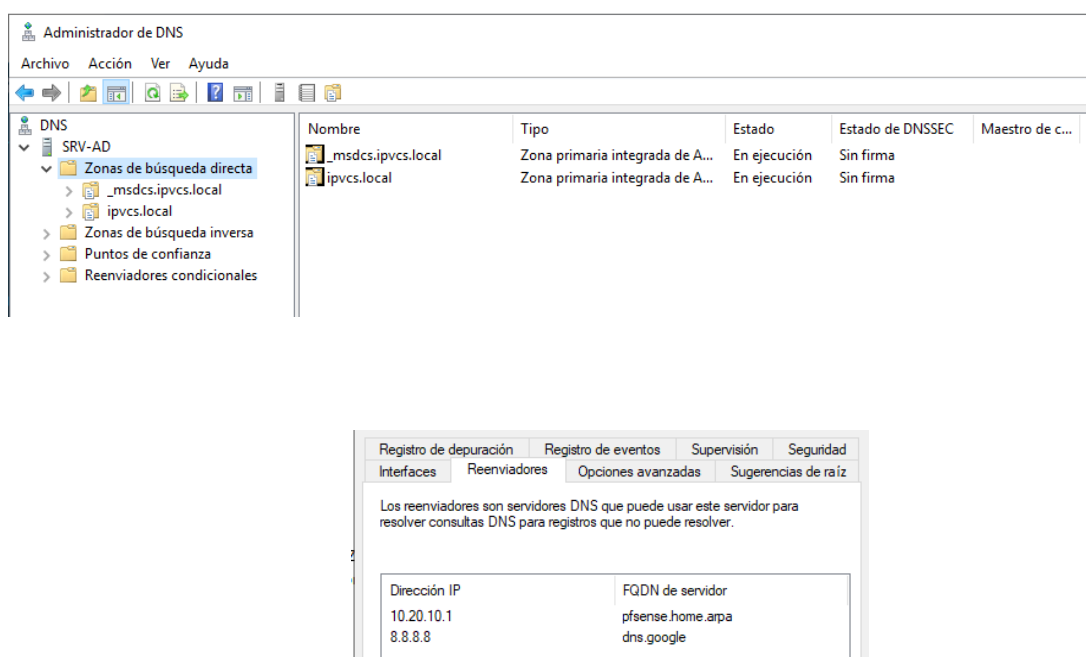 Administrador de DNS
Archivo Acción Ver Ayuda
DNS
SRV-AD
Zonas de búsqueda directa
_msdcs.ipvcs.local
ipvcs.local
Zonas de búsqueda inversa
Puntos de confianza
Reenviadores condicionales
Nombre Tipo Estado Estado de DNSSEC Maestro de c...
_msdcs.ipvcs.local Zona primaria integrada de A... En ejecución Sin firma
ipvcs.local Zona primaria integrada de A... En ejecución Sin firma
Registro de depuración Registro de eventos Supervisión Seguridad
Interfaces Reenviadores Opciones avanzadas Sugerencias de raíz
Los reenviadores son servidores DNS que puede usar este servidor para
resolver consultas DNS para registros que no puede resolver.
Dirección IP FQDN de servidor
10.20.10.1 pfsense.home.arpa
8.8.8.8 dns.google